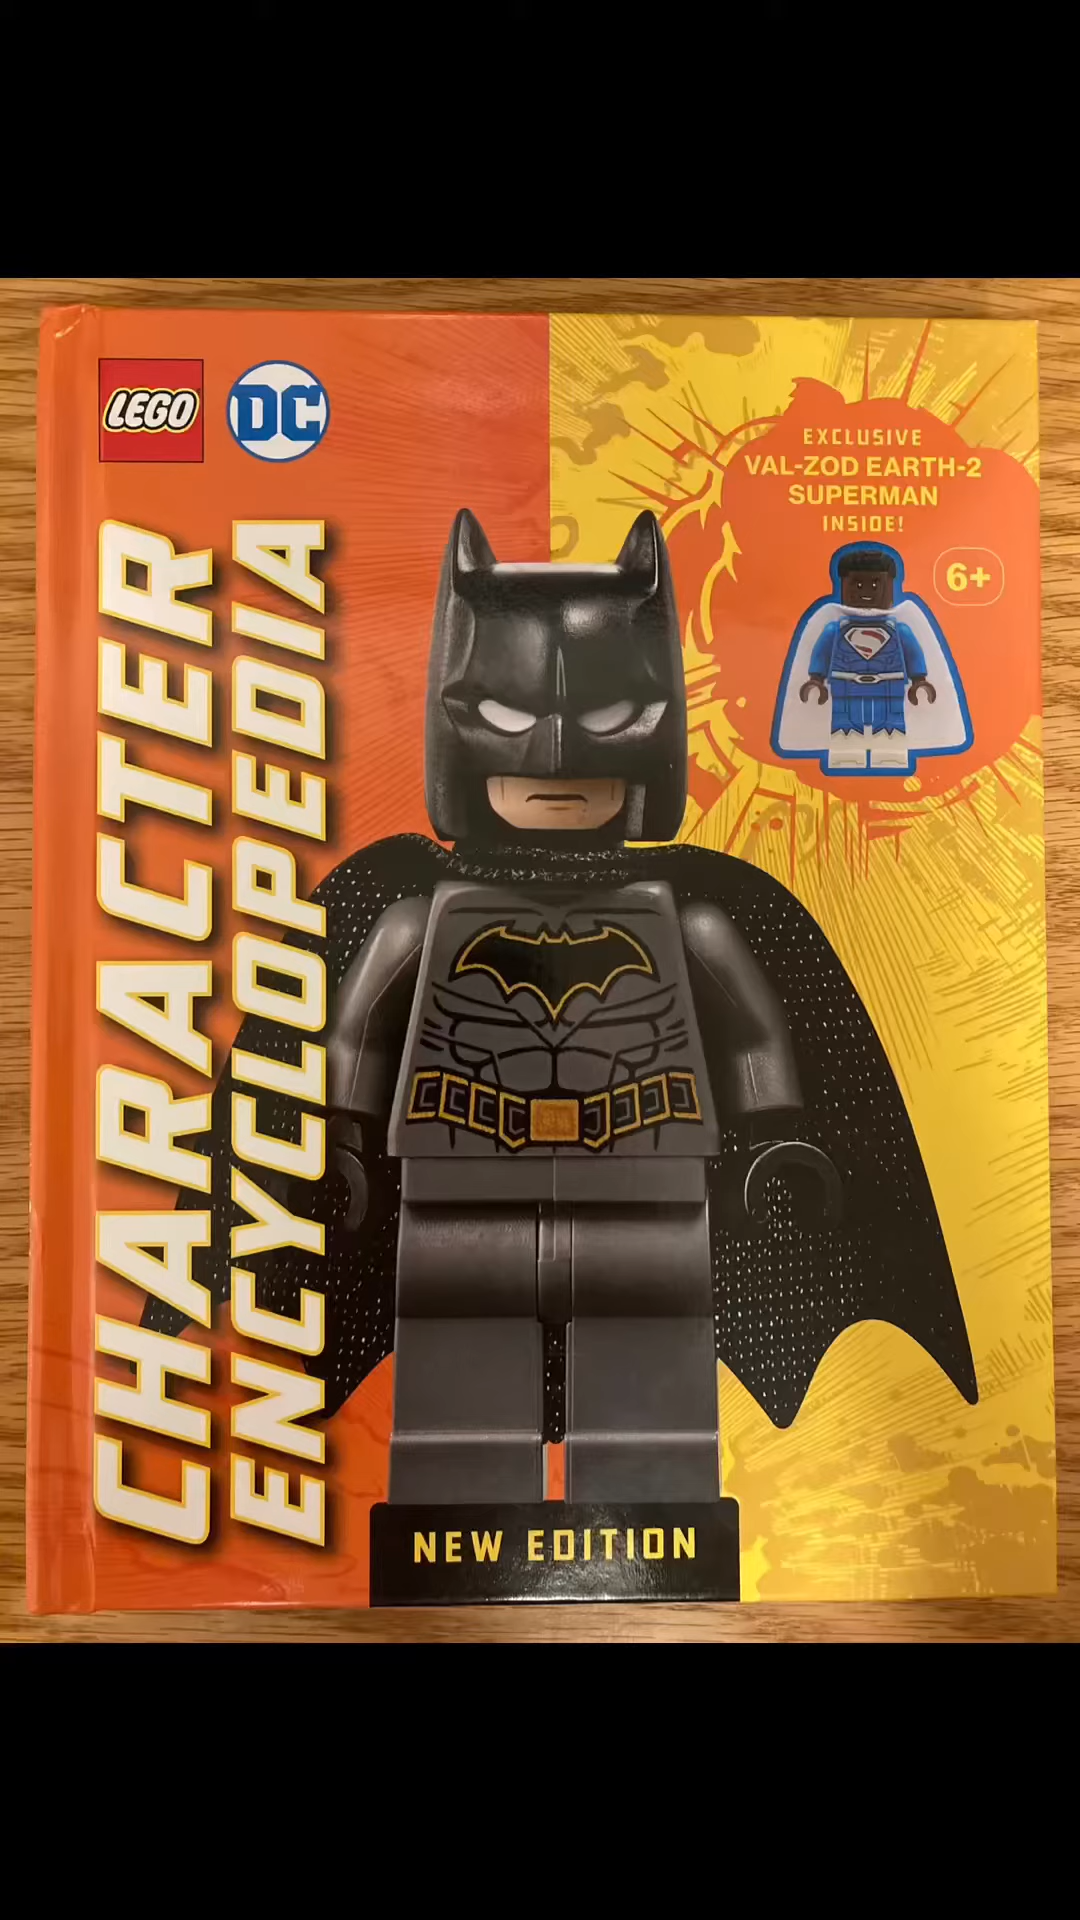 LEGO
DC
CHARACTER
ENCYCLOPEDIA
EXCLUSIVE
VAL-ZOD EARTH-2
SUPERMAN
INSIDE!
6+
NEW EDITION